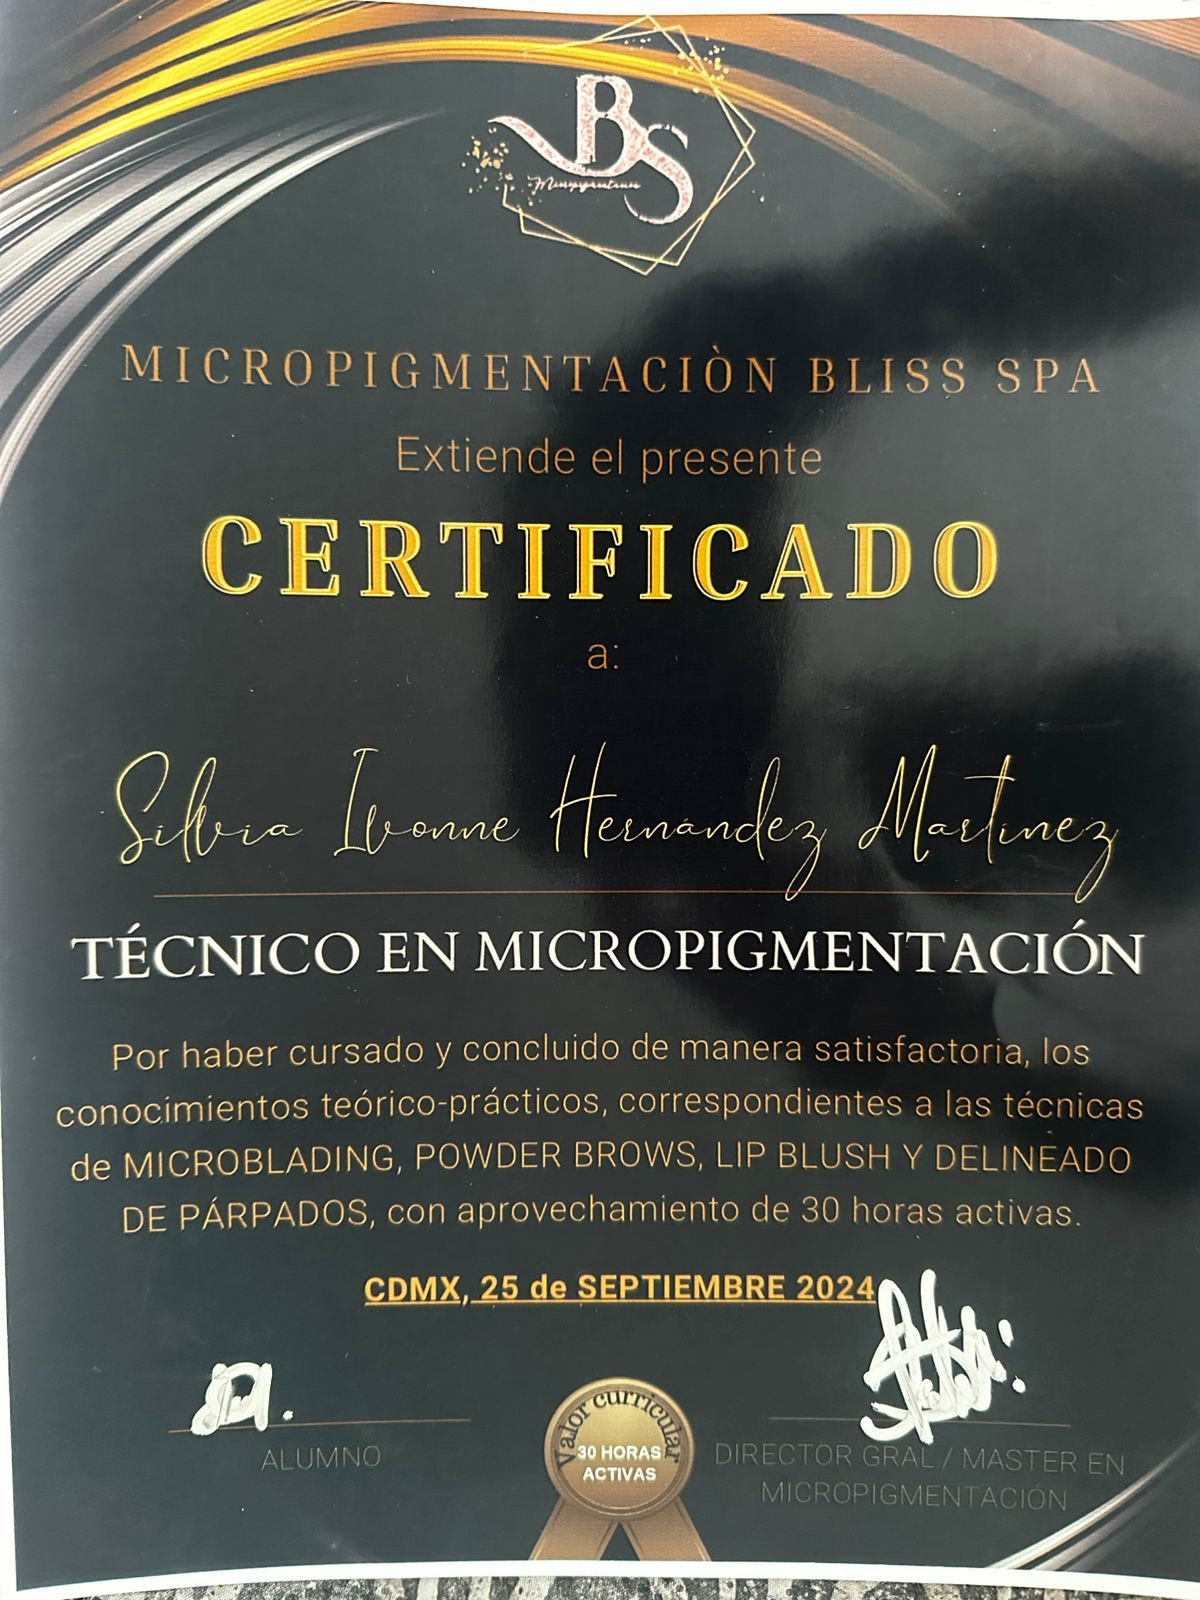 BS
Micropigmentación
MICROPIGMENTACIÒN BLISS SPA
Extiende el presente
CERTIFICADO
a:
Silvia Ivonne Hernández Martínez
TÉCNICO EN MICROPIGMENTACIÓN
Por haber cursado y concluido de manera satisfactoria, los
conocimientos teórico-prácticos, correspondientes a las técnicas
de MICROBLADING, POWDER BROWS, LIP BLUSH Y DELINEADO
DE PÁRPADOS, con aprovechamiento de 30 horas activas.
CDMX, 25 de SEPTIEMBRE 2024
ALUMNO
Valor curricular
30 HORAS
ACTIVAS
DIRECTOR GRAL / MASTER EN
MICROPIGMENTACIÓN